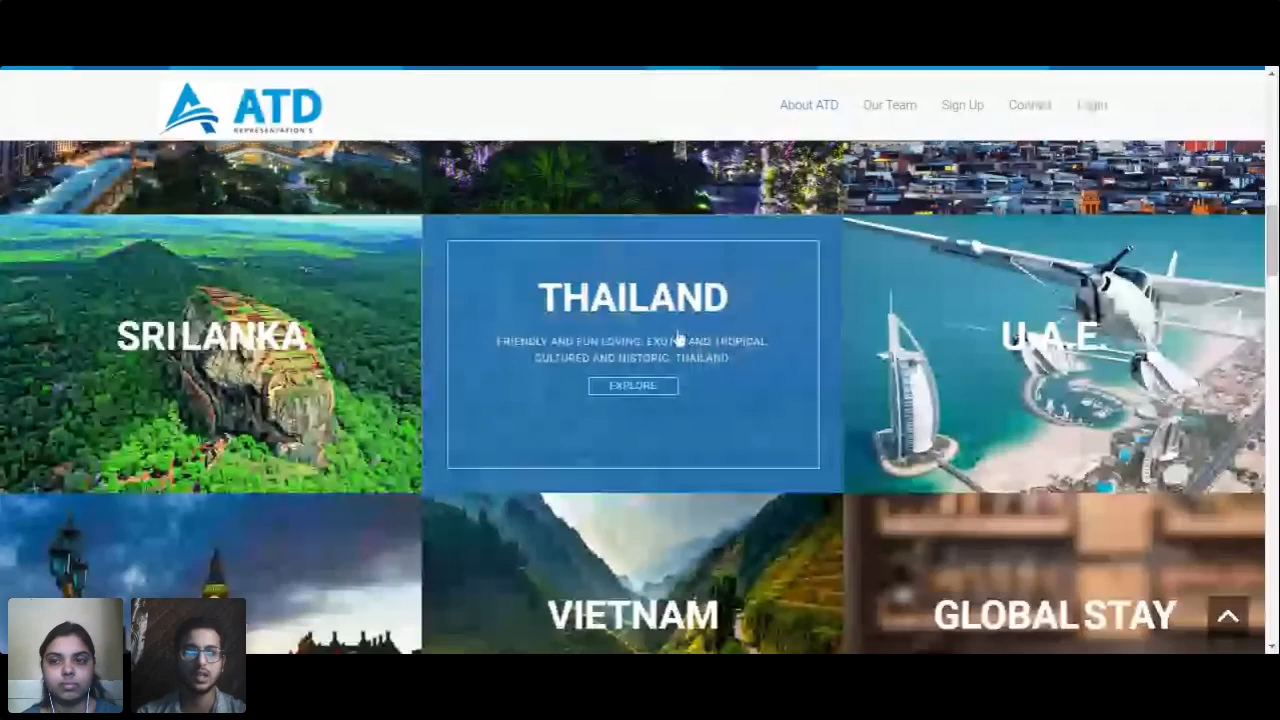 ATD
REPRESENTATION'S
About ATD
Our Team
Sign Up
Connect
Login
SRI LANKA
THAILAND
FRIENDLY AND FUN LOVING, EXOTIC AND TROPICAL,
CULTURED AND HISTORIC, THAILAND
EXPLORE
U.A.E.
VIETNAM
GLOBAL STAY